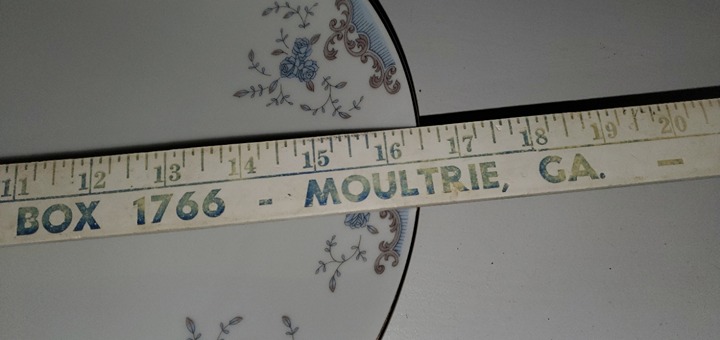 11 12 13 14 15 16 17 18 19 20
BOX 1766 - MOULTRIE, GA. -